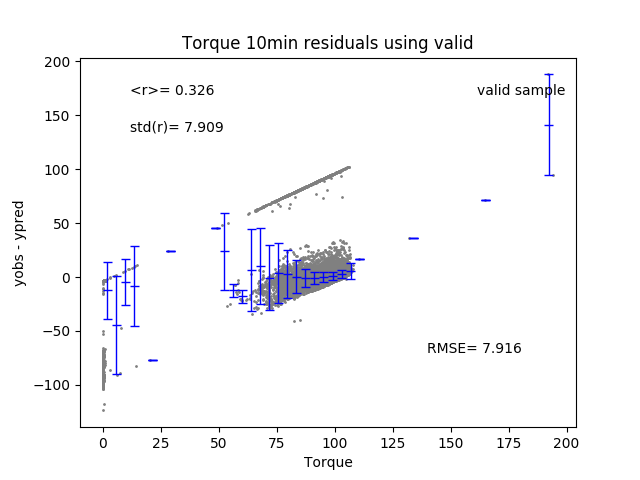 Torque 10min residuals using valid
<r>= 0.326
valid sample
std(r)= 7.909
RMSE= 7.916
yobs - ypred
200
150
100
50
0
−50
−100
0 25 50 75 100 125 150 175 200
Torque